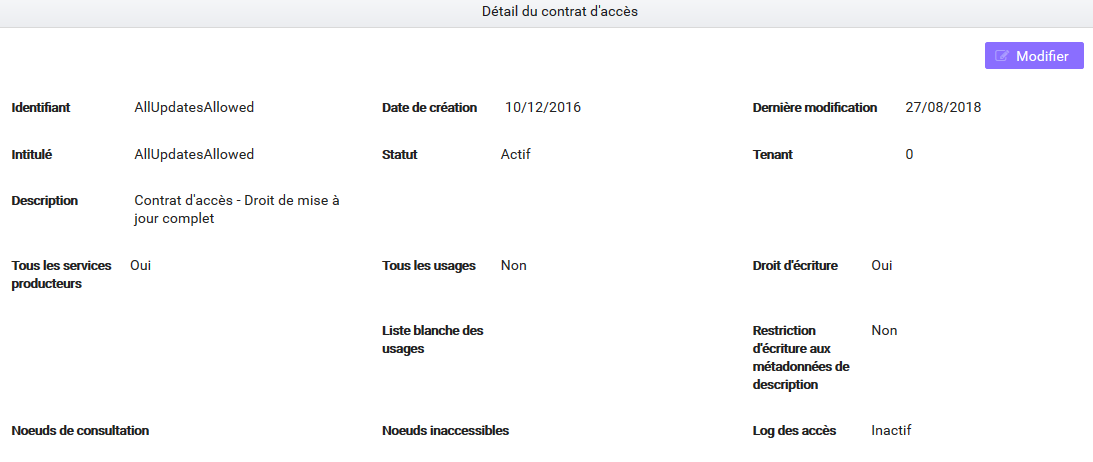 Détail du contrat d'accès
Modifier
Identifiant AllUpdatesAllowed Date de création 10/12/2016 Dernière modification 27/08/2018
Intitulé AllUpdatesAllowed Statut Actif Tenant 0
Description Contrat d'accès - Droit de mise à
jour complet
Tous les services Oui Tous les usages Non Droit d'écriture Oui
producteurs
Liste blanche des Restriction Non
usages d'écriture aux
métadonnées de
description
Noeuds de consultation Noeuds inaccessibles Log des accès Inactif